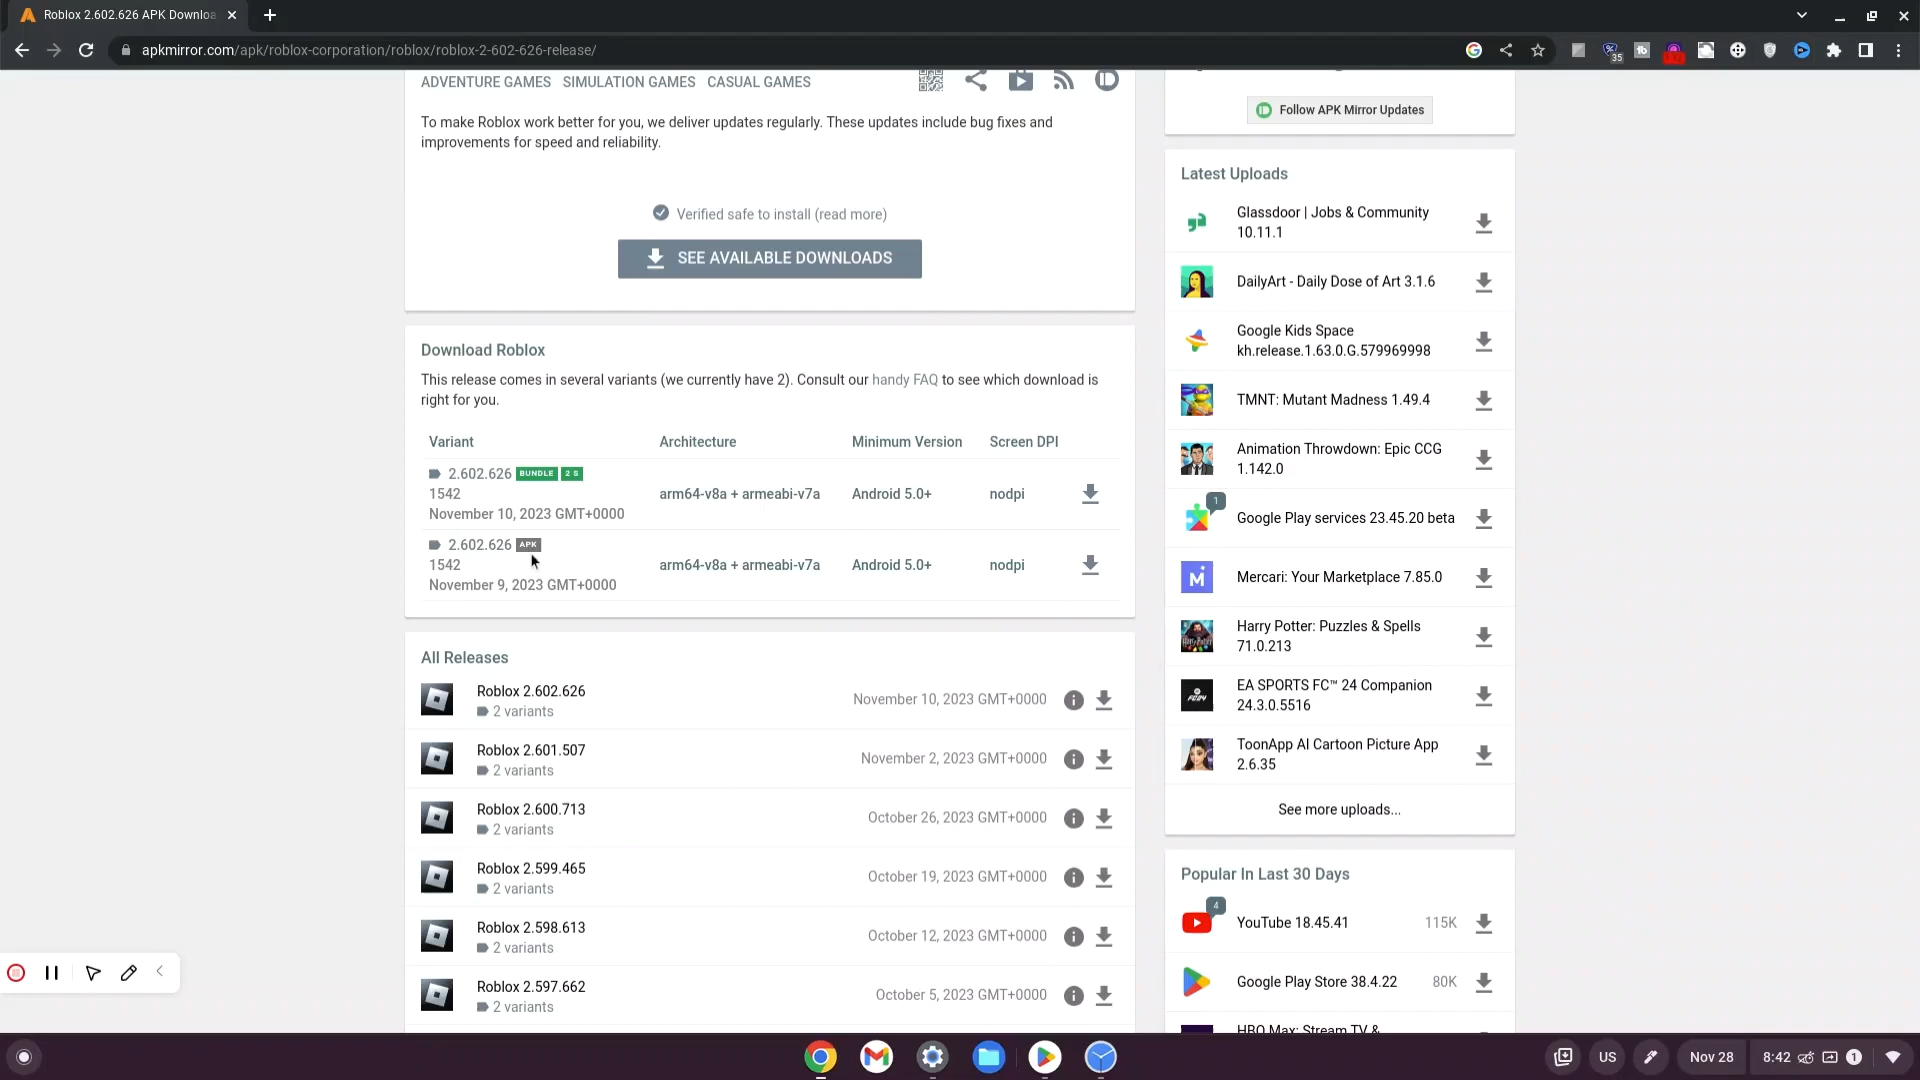 Roblox 2.602.626 APK Downloa
apkmirror.com/apk/roblox-corporation/roblox/roblox-2-602-626-release/
35
ADVENTURE GAMES SIMULATION GAMES CASUAL GAMES
To make Roblox work better for you, we deliver updates regularly. These updates include bug fixes and
improvements for speed and reliability.
Verified safe to install (read more)
SEE AVAILABLE DOWNLOADS
Download Roblox
This release comes in several variants (we currently have 2). Consult our handy FAQ to see which download is
right for you.
Variant Architecture Minimum Version Screen DPI
2.602.626 BUNDLE 2 S
1542 arm64-v8a + armeabi-v7a Android 5.0+ nodpi
November 10, 2023 GMT+0000
2.602.626 APK
1542 arm64-v8a + armeabi-v7a Android 5.0+ nodpi
November 9, 2023 GMT+0000
All Releases
Roblox 2.602.626 November 10, 2023 GMT+0000
2 variants
Roblox 2.601.507 November 2, 2023 GMT+0000
2 variants
Roblox 2.600.713 October 26, 2023 GMT+0000
2 variants
Roblox 2.599.465 October 19, 2023 GMT+0000
2 variants
Roblox 2.598.613 October 12, 2023 GMT+0000
2 variants
Roblox 2.597.662 October 5, 2023 GMT+0000
2 variants
Follow APK Mirror Updates
Latest Uploads
Glassdoor | Jobs & Community
10.11.1
DailyArt - Daily Dose of Art 3.1.6
Google Kids Space
kh.release.1.63.0.G.579969998
TMNT: Mutant Madness 1.49.4
Animation Throwdown: Epic CCG
1.142.0
1
Google Play services 23.45.20 beta
Mercari: Your Marketplace 7.85.0
Harry Potter: Puzzles & Spells
71.0.213
EA SPORTS FC™ 24 Companion
24.3.0.5516
ToonApp AI Cartoon Picture App
2.6.35
See more uploads...
Popular In Last 30 Days
4
YouTube 18.45.41 115K
Google Play Store 38.4.22 80K
HBO Max: Stream TV &
US Nov 28 8:42 1